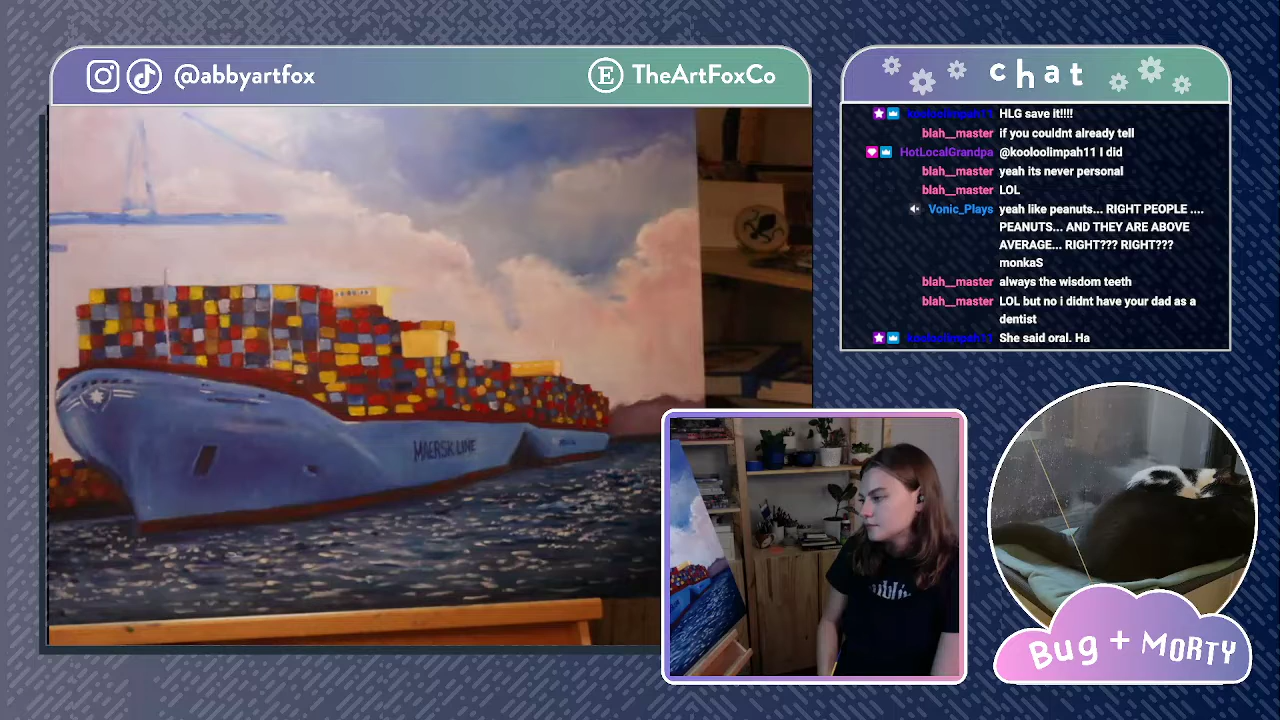 @abbyartfox
E TheArtFoxCo
chat
kooloolimpah11 HLG save it!!!!
blah__master if you couldnt already tell
HotLocalGrandpa @kooloolimpah11 I did
blah__master yeah its never personal
blah__master LOL
Vonic_Plays yeah like peanuts... RIGHT PEOPLE ....
PEANUTS... AND THEY ARE ABOVE
AVERAGE... RIGHT??? RIGHT???
monkaS
blah__master always the wisdom teeth
blah__master LOL but no i didnt have your dad as a
dentist
kooloolimpah11 She said oral. Ha
MAERSK LINE
Bug + MORTY